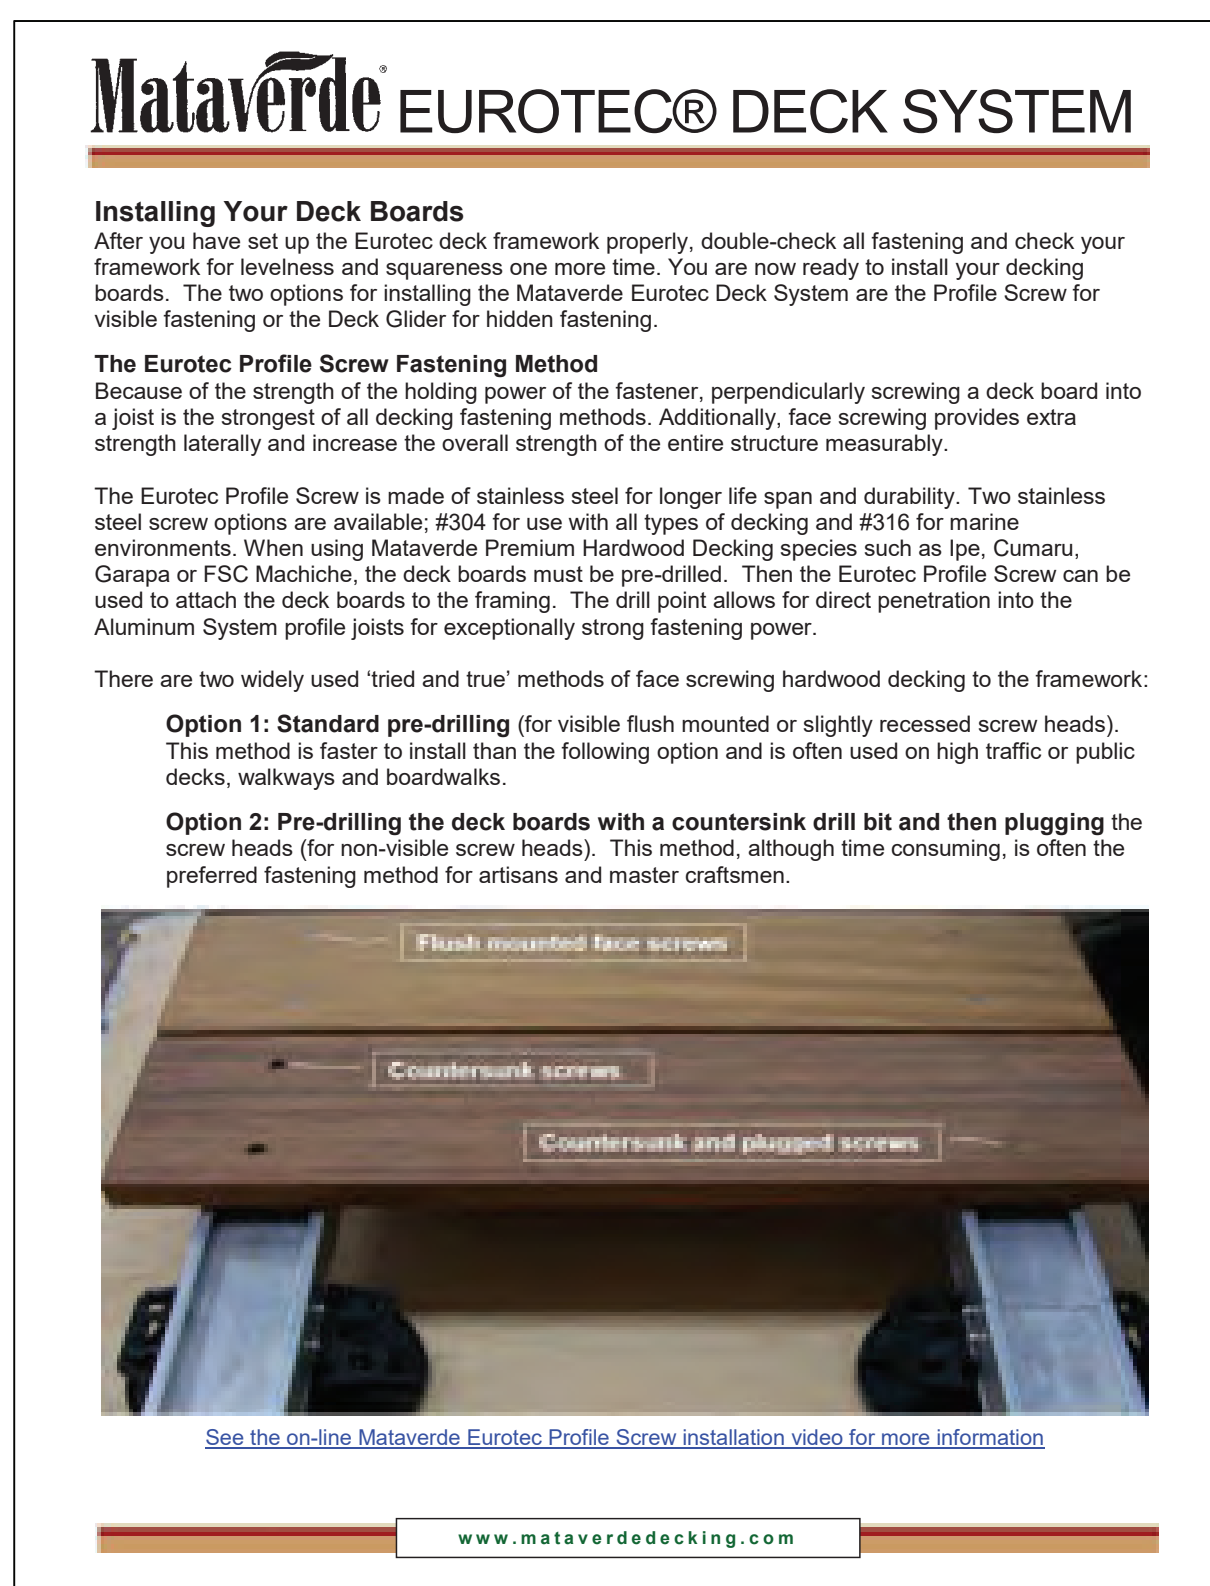 Mataverde® EUROTEC® DECK SYSTEM
Installing Your Deck Boards
After you have set up the Eurotec deck framework properly, double-check all fastening and check your
framework for levelness and squareness one more time. You are now ready to install your decking
boards.  The two options for installing the Mataverde Eurotec Deck System are the Profile Screw for
visible fastening or the Deck Glider for hidden fastening.
The Eurotec Profile Screw Fastening Method
Because of the strength of the holding power of the fastener, perpendicularly screwing a deck board into
a joist is the strongest of all decking fastening methods. Additionally, face screwing provides extra
strength laterally and increase the overall strength of the entire structure measurably.
The Eurotec Profile Screw is made of stainless steel for longer life span and durability. Two stainless
steel screw options are available; #304 for use with all types of decking and #316 for marine
environments. When using Mataverde Premium Hardwood Decking species such as Ipe, Cumaru,
Garapa or FSC Machiche, the deck boards must be pre-drilled.  Then the Eurotec Profile Screw can be
used to attach the deck boards to the framing.  The drill point allows for direct penetration into the
Aluminum System profile joists for exceptionally strong fastening power.
There are two widely used ‘tried and true’ methods of face screwing hardwood decking to the framework:
Option 1: Standard pre-drilling (for visible flush mounted or slightly recessed screw heads).
This method is faster to install than the following option and is often used on high traffic or public
decks, walkways and boardwalks.
Option 2: Pre-drilling the deck boards with a countersink drill bit and then plugging the
screw heads (for non-visible screw heads).  This method, although time consuming, is often the
preferred fastening method for artisans and master craftsmen.
Flush mounted face screws
Countersunk screws
Countersunk and plugged screws
See the on-line Mataverde Eurotec Profile Screw installation video for more information
www.mataverdedecking.com